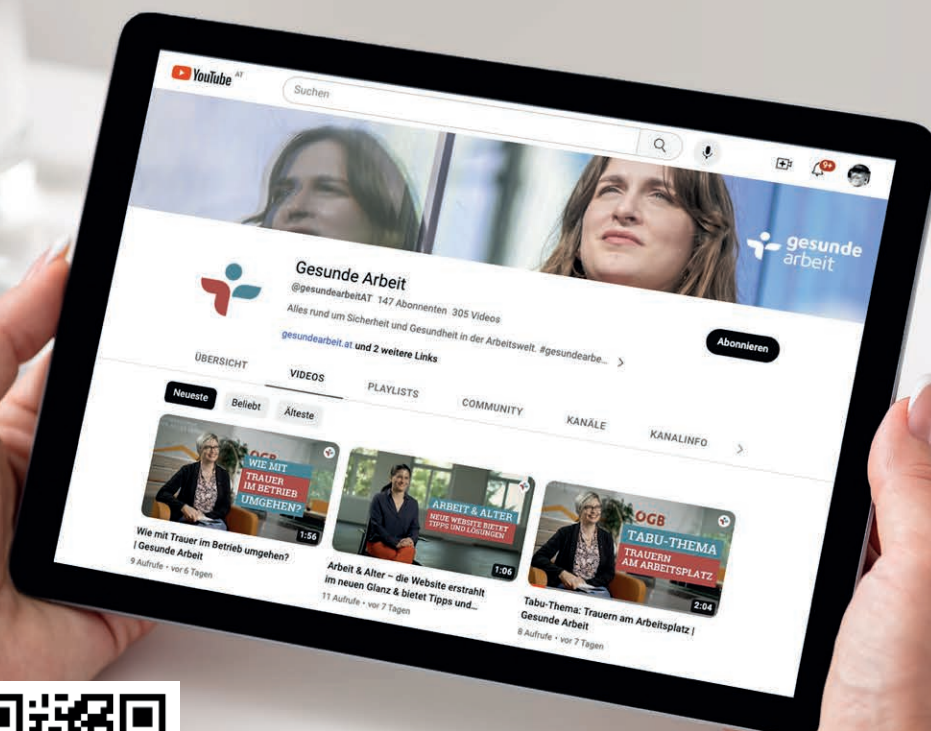 YouTube AT
Suchen
9+
gesunde
arbeit
Gesunde Arbeit
@gesundearbeitAT 147 Abonnenten 305 Videos
Alles rund um Sicherheit und Gesundheit in der Arbeitswelt. #gesundearbe...
gesundearbeit.at und 2 weitere Links
Abonnieren
ÜBERSICHT VIDEOS PLAYLISTS COMMUNITY KANÄLE KANALINFO
Neueste Beliebt Älteste
WIE MIT
TRAUER
IM BETRIEB
UMGEHEN?
1:56
Wie mit Trauer im Betrieb umgehen?
| Gesunde Arbeit
9 Aufrufe • vor 6 Tagen
ARBEIT & ALTER
NEUE WEBSITE BIETET
TIPPS UND LÖSUNGEN
1:06
Arbeit & Alter – die Website erstrahlt
im neuen Glanz & bietet Tipps und...
11 Aufrufe • vor 7 Tagen
ÖGB
TABU-THEMA
TRAUERN
AM ARBEITSPLATZ
2:04
Tabu-Thema: Trauern am Arbeitsplatz |
Gesunde Arbeit
8 Aufrufe • vor 7 Tagen